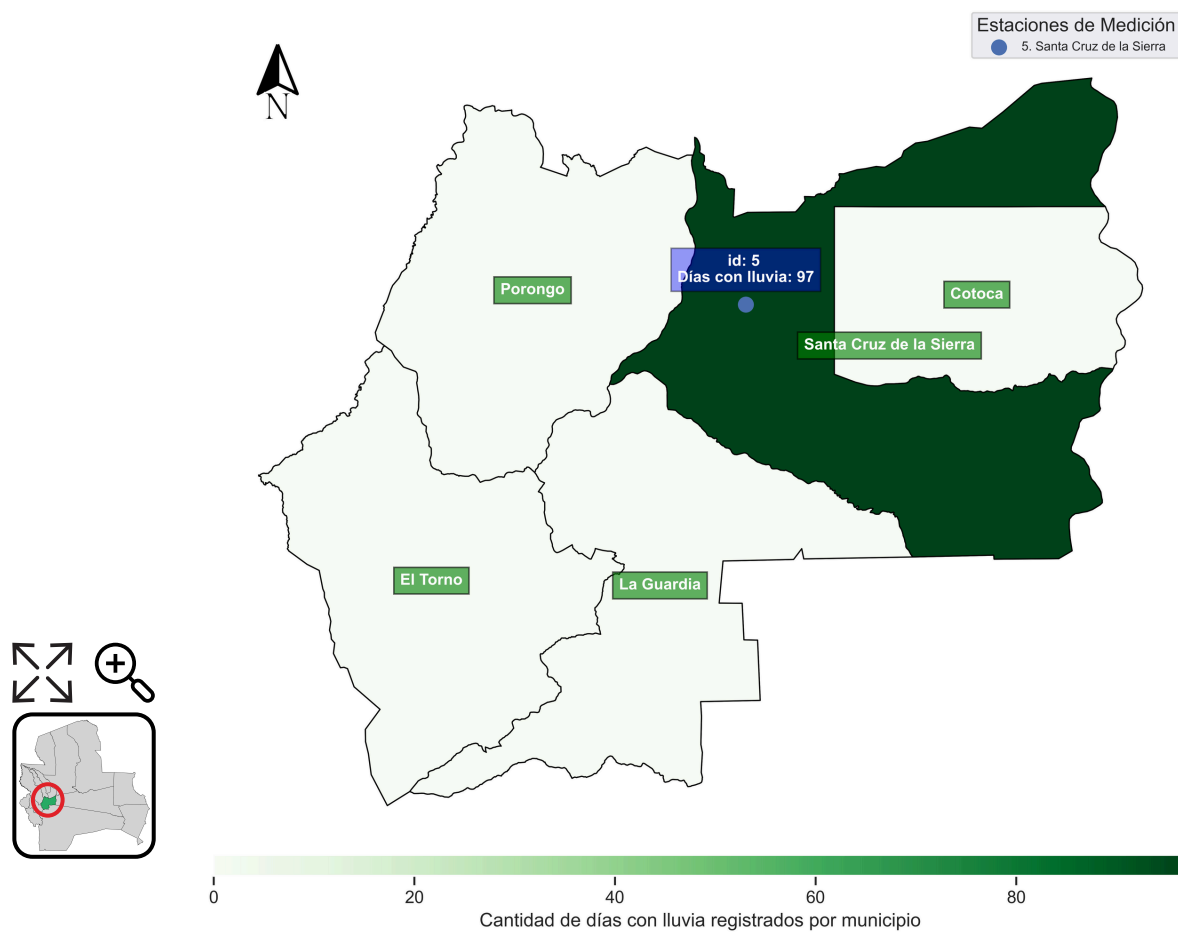 Estaciones de Medición
5. Santa Cruz de la Sierra
N
id: 5
Días con lluvia: 97
Porongo
Cotoca
Santa Cruz de la Sierra
El Torno
La Guardia
0 20 40 60 80
Cantidad de días con lluvia registrados por municipio